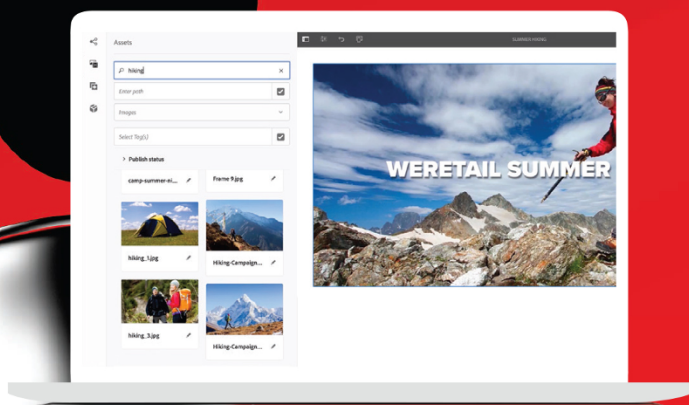 Assets
SUMMER HIKING
hiking
Enter path
Images
Select Tag(s)
Publish status
camp-summer-ni...
Frame 9.jpg
hiking_1.jpg
Hiking-Campaign...
hiking_3.jpg
Hiking-Campaign...
WERETAIL SUMMER